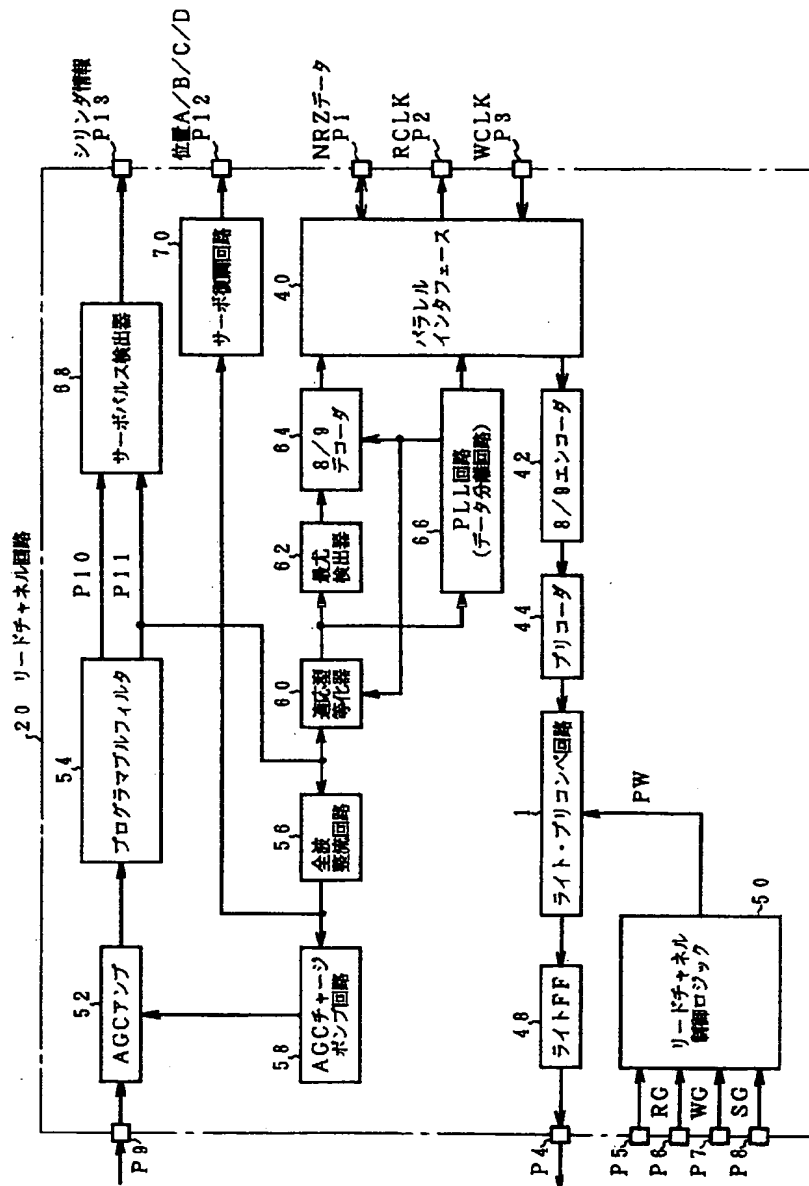 20 リードチャネル回路
シリンダ情報
P13
位置A/B/C/D
P12
NRZデータ
P1
RCLK
P2
WCLK
P3
P9
52
AGCアンプ
54
プログラマブルフィルタ
P10
P11
68
サーボパルス検出器
70
サーボ復調回路
58
AGCチャージ
ポンプ回路
56
全波
整流回路
60
適応型
等化器
62
最尤
検出器
64
8/9
デコーダ
66
PLL回路
(データ分離回路)
40
パラレル
インタフェース
42
8/9エンコーダ
44
プリコーダ
1
ライト・プリコンペ回路
48
ライトFF
P4
PW
50
リードチャネル
制御ロジック
P5
RG
P6
WG
P7
SG
P8